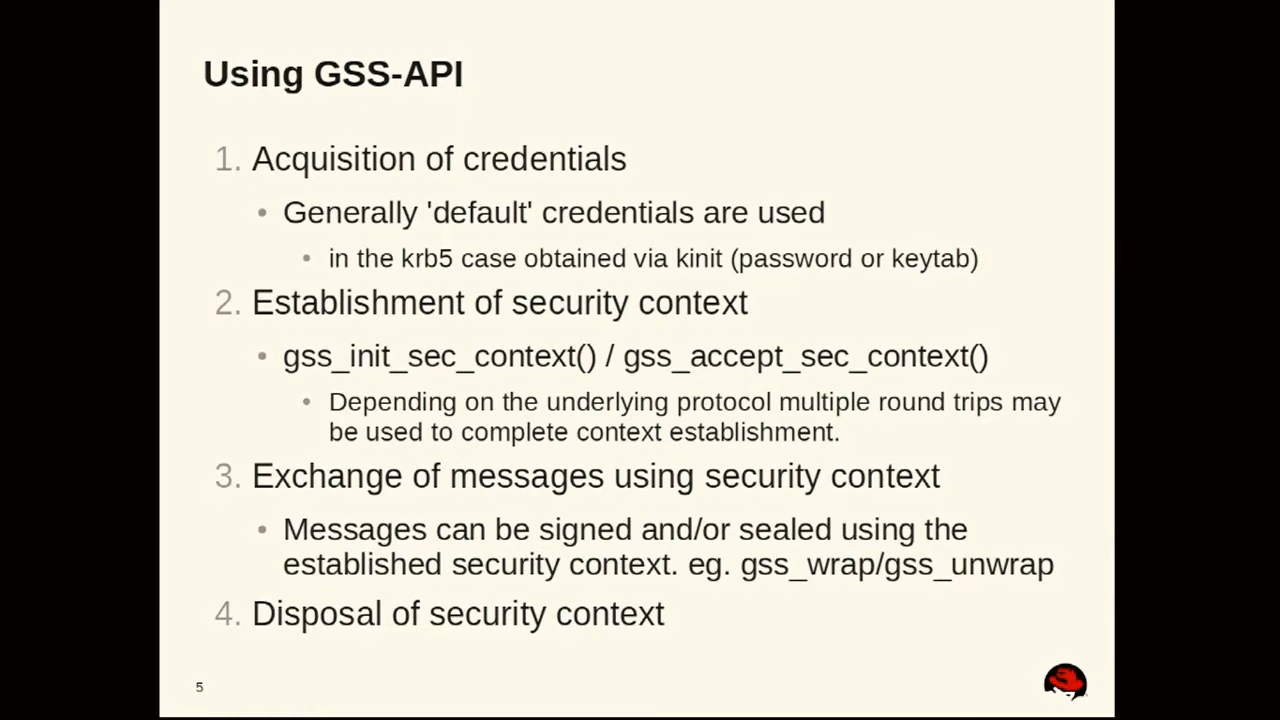 Using GSS-API
1. Acquisition of credentials
• Generally 'default' credentials are used
• in the krb5 case obtained via kinit (password or keytab)
2. Establishment of security context
• gss_init_sec_context() / gss_accept_sec_context()
• Depending on the underlying protocol multiple round trips may
be used to complete context establishment.
3. Exchange of messages using security context
• Messages can be signed and/or sealed using the
established security context. eg. gss_wrap/gss_unwrap
4. Disposal of security context
5